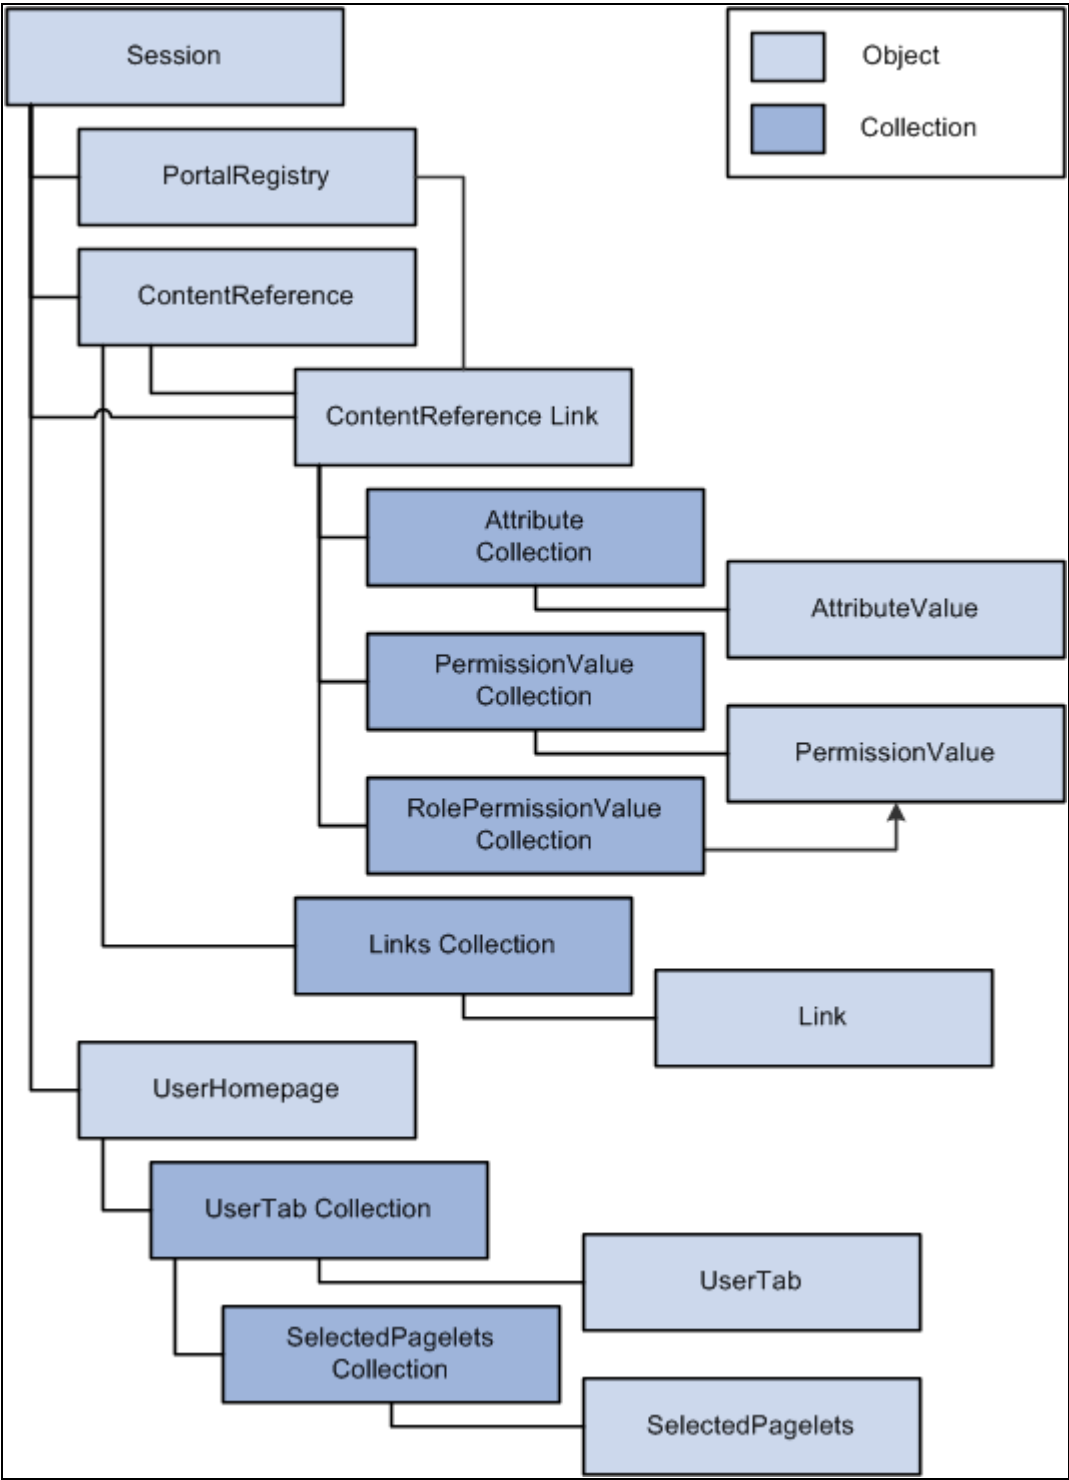 Session
Object
Collection
PortalRegistry
ContentReference
ContentReference Link
Attribute
Collection
AttributeValue
PermissionValue
Collection
PermissionValue
RolePermissionValue
Collection
Links Collection
Link
UserHomepage
UserTab Collection
UserTab
SelectedPagelets
Collection
SelectedPagelets